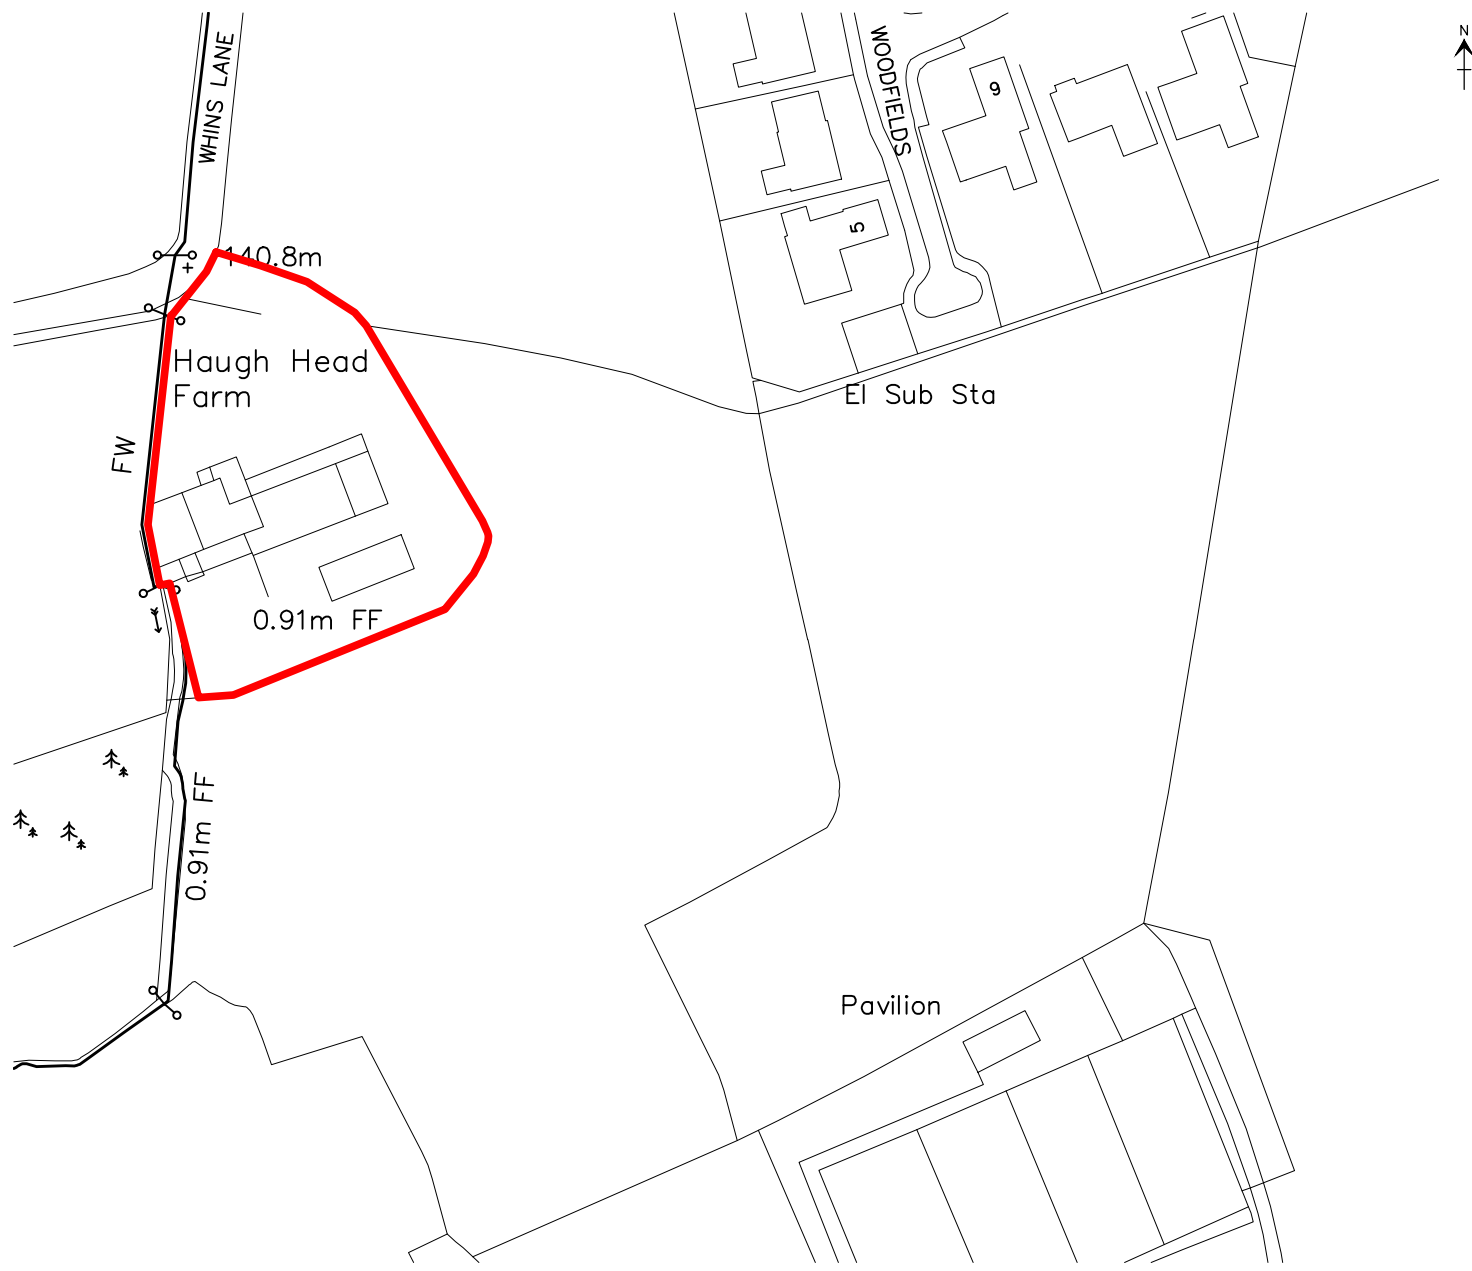 WHINS LANE
WOODFIELDS
N
9
5
140.8m
Haugh Head
Farm
El Sub Sta
FW
0.91m FF
0.91m FF
Pavilion